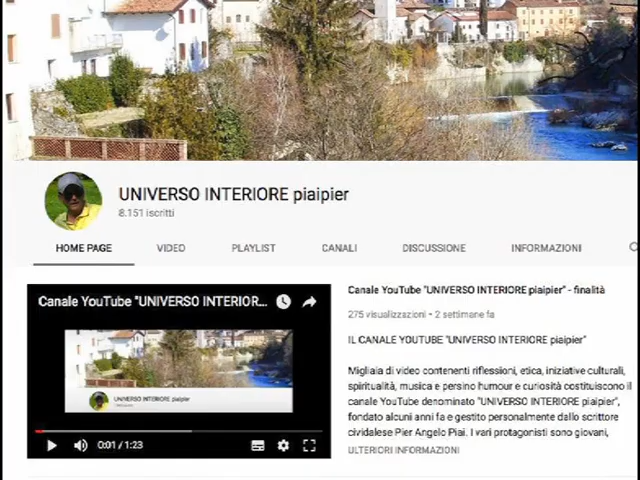 UNIVERSO INTERIORE piaipier
8.151 iscritti
HOME PAGE VIDEO PLAYLIST CANALI DISCUSSIONE INFORMAZIONI
Canale YouTube "UNIVERSO INTERIOR...
UNIVERSO INTERIORE piaipier
0:01 / 1:23
Canale YouTube "UNIVERSO INTERIORE piaipier" - finalità
275 visualizzazioni • 2 settimane fa
IL CANALE YOUTUBE "UNIVERSO INTERIORE piaipier"
Migliaia di video contenenti riflessioni, etica, iniziative culturali,
spiritualità, musica e persino humour e curiosità costituiscono il
canale YouTube denominato "UNIVERSO INTERIORE piaipier",
fondato alcuni anni fa e gestito personalmente dallo scrittore
cividalese Pier Angelo Piai. I vari protagonisti sono giovani,
ULTERIORI INFORMAZIONI